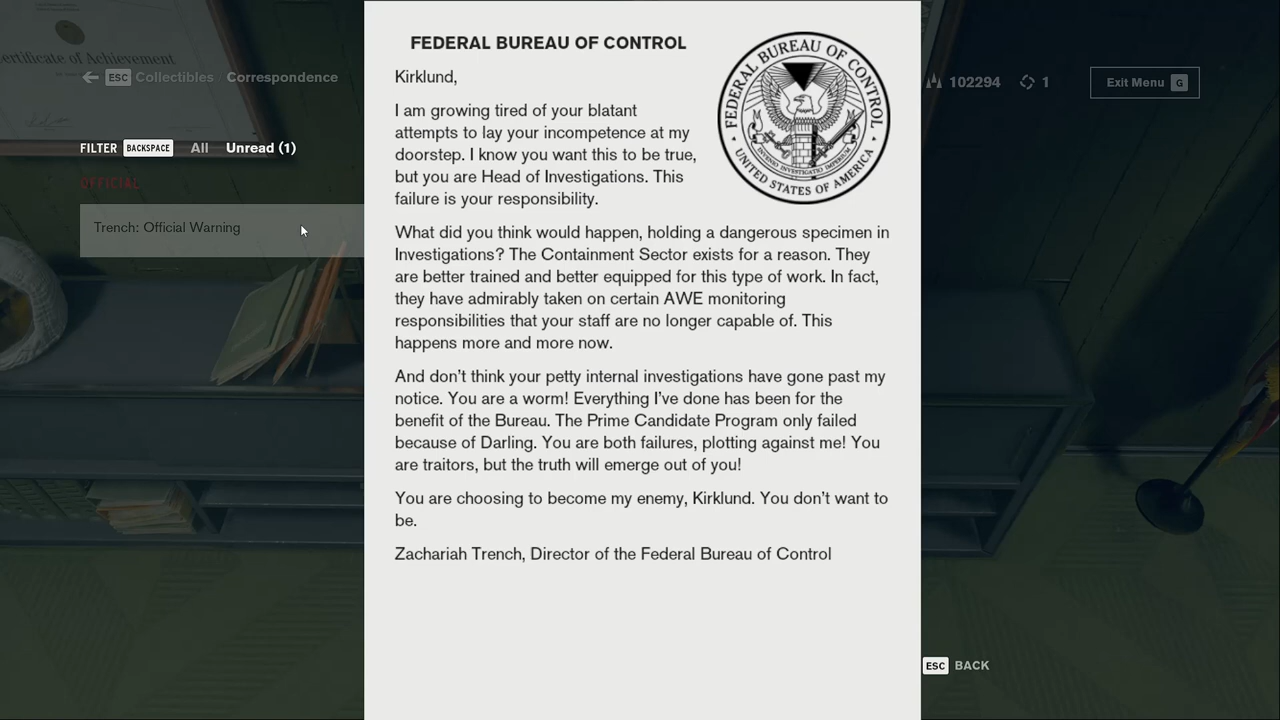 Certificate of Achievement
ESC Collectibles Correspondence
102294 1
Exit Menu G
FILTER BACKSPACE All Unread (1)
OFFICIAL
Trench: Official Warning
FEDERAL BUREAU OF CONTROL
FEDERAL BUREAU OF CONTROL
UNITED STATES OF AMERICA
Kirklund,
I am growing tired of your blatant
attempts to lay your incompetence at my
doorstep. I know you want this to be true,
but you are Head of Investigations. This
failure is your responsibility.
What did you think would happen, holding a dangerous specimen in
Investigations? The Containment Sector exists for a reason. They
are better trained and better equipped for this type of work. In fact,
they have admirably taken on certain AWE monitoring
responsibilities that your staff are no longer capable of. This
happens more and more now.
And don’t think your petty internal investigations have gone past my
notice. You are a worm! Everything I’ve done has been for the
benefit of the Bureau. The Prime Candidate Program only failed
because of Darling. You are both failures, plotting against me! You
are traitors, but the truth will emerge out of you!
You are choosing to become my enemy, Kirklund. You don’t want to
be.
Zachariah Trench, Director of the Federal Bureau of Control
ESC BACK